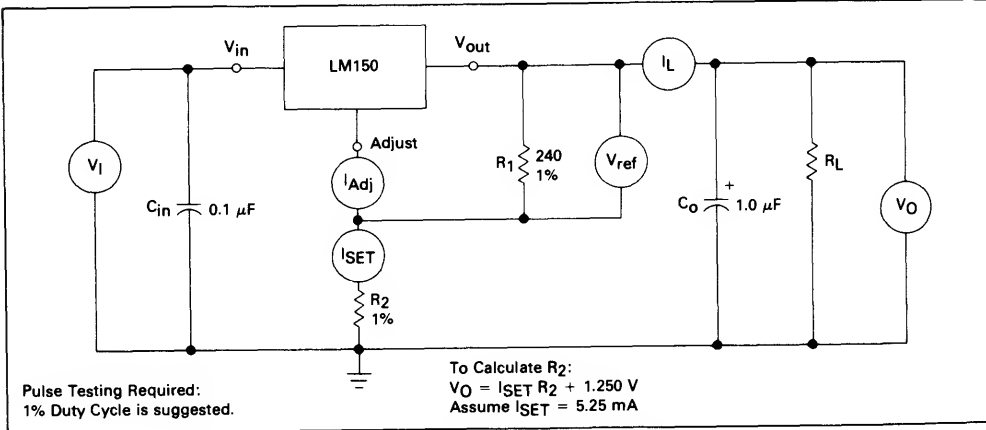 Vin
LM150
Vout
IL
Adjust
VI
IAdj
R1
240
1%
Vref
RL
Cin
0.1 μF
CO
+
1.0 μF
VO
ISET
R2
1%
Pulse Testing Required:
1% Duty Cycle is suggested.
To Calculate R2:
VO = ISET R2 + 1.250 V
Assume ISET = 5.25 mA